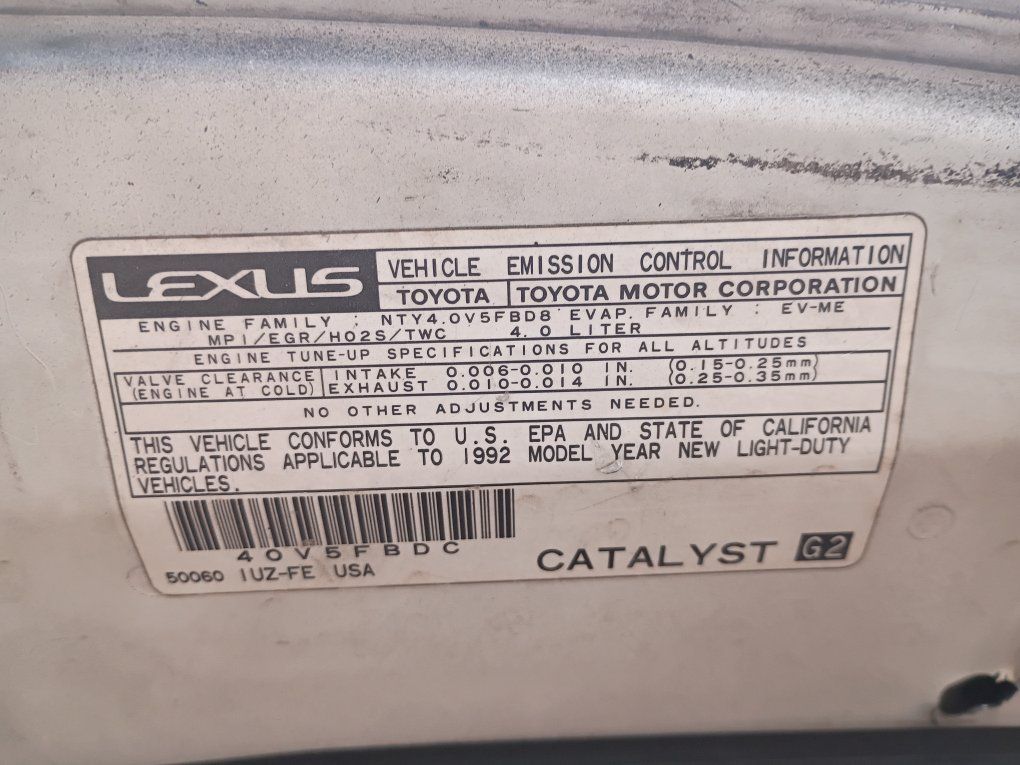 LEXUS
VEHICLE EMISSION CONTROL INFORMATION
TOYOTA TOYOTA MOTOR CORPORATION
ENGINE FAMILY : NTY4.0V5FBD8 EVAP. FAMILY : EV-ME
MPI/EGR/HO2S/TWC 4.0 LITER
ENGINE TUNE-UP SPECIFICATIONS FOR ALL ALTITUDES
VALVE CLEARANCE INTAKE 0.006-0.010 IN. (0.15-0.25mm)
(ENGINE AT COLD) EXHAUST 0.010-0.014 IN. (0.25-0.35mm)
NO OTHER ADJUSTMENTS NEEDED.
THIS VEHICLE CONFORMS TO U.S. EPA AND STATE OF CALIFORNIA
REGULATIONS APPLICABLE TO 1992 MODEL YEAR NEW LIGHT-DUTY
VEHICLES.
40V5FBDC
50060 1UZ-FE USA
CATALYST G2